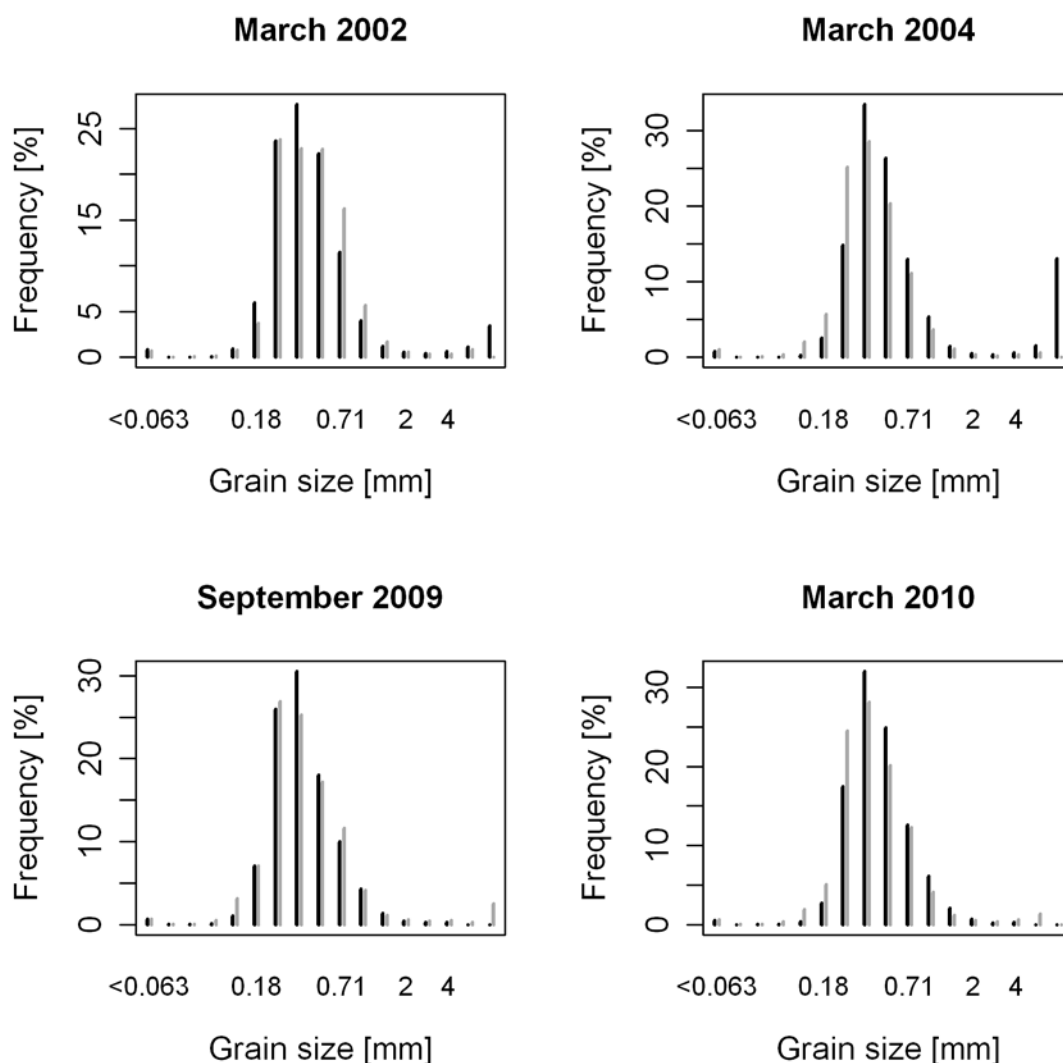 March 2002
Frequency [%]
25
15
5
0
<0.063 0.18 0.71 2 4
Grain size [mm]
March 2004
Frequency [%]
30
20
10
0
<0.063 0.18 0.71 2 4
Grain size [mm]
September 2009
Frequency [%]
30
20
10
0
<0.063 0.18 0.71 2 4
Grain size [mm]
March 2010
Frequency [%]
30
20
10
0
<0.063 0.18 0.71 2 4
Grain size [mm]